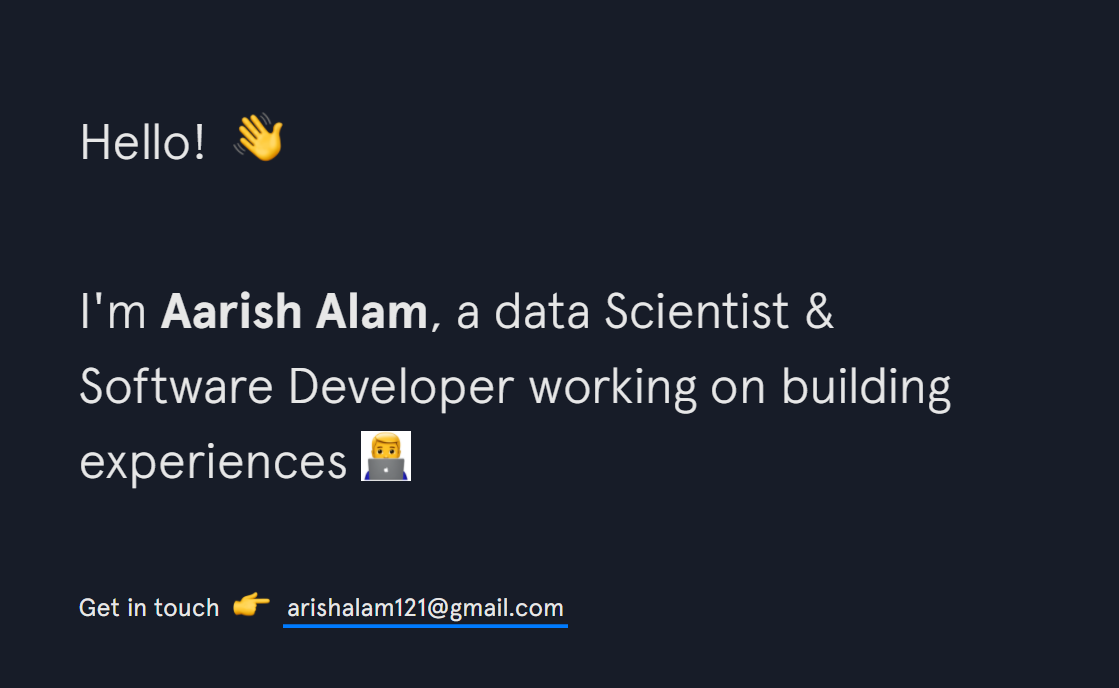 Hello! 👋
I'm Aarish Alam, a data Scientist &
Software Developer working on building
experiences 👨‍💻
Get in touch 👉 arishalam121@gmail.com